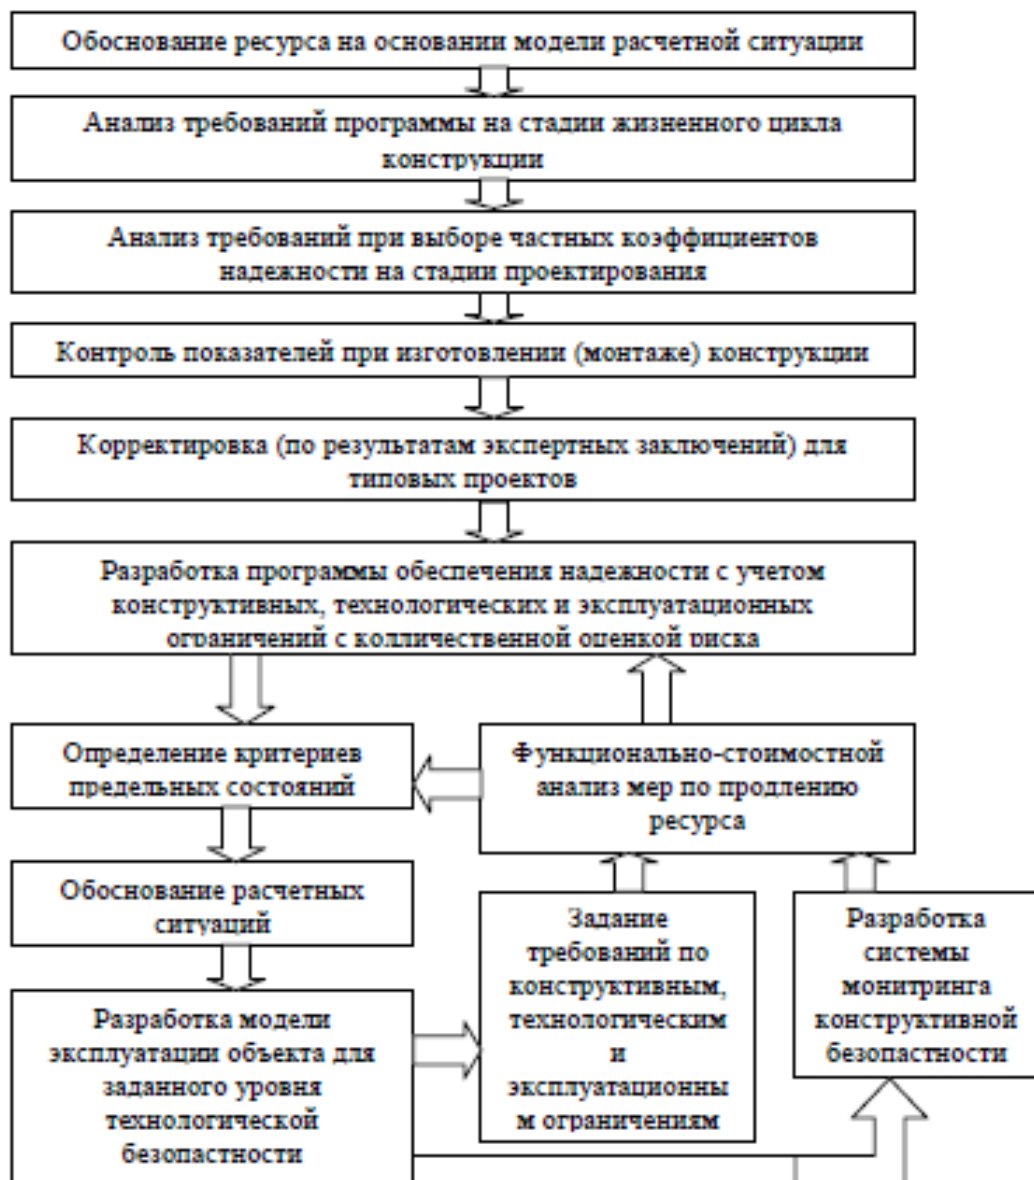 Обоснование ресурса на основании модели расчетной ситуации
Анализ требований программы на стадии жизненного цикла
конструкции
Анализ требований при выборе частных коэффициентов
надежности на стадии проектирования
Контроль показателей при изготовлении (монтаже) конструкции
Корректировка (по результатам экспертных заключений) для
типовых проектов
Разработка программы обеспечения надежности с учетом
конструктивных, технологических и эксплуатационных
ограничений с колличественной оценкой риска
Определение критериев
предельных состояний
Функционально-стоимостной
анализ мер по продлению
ресурса
Обоснование расчетных
ситуаций
Задание
требований по
конструктивным,
технологическим
и
эксплуатационны
м ограничениям
Разработка
системы
монитринга
конструктивной
безопастности
Разработка модели
эксплуатации объекта для
заданного уровня
технологической
безопастности